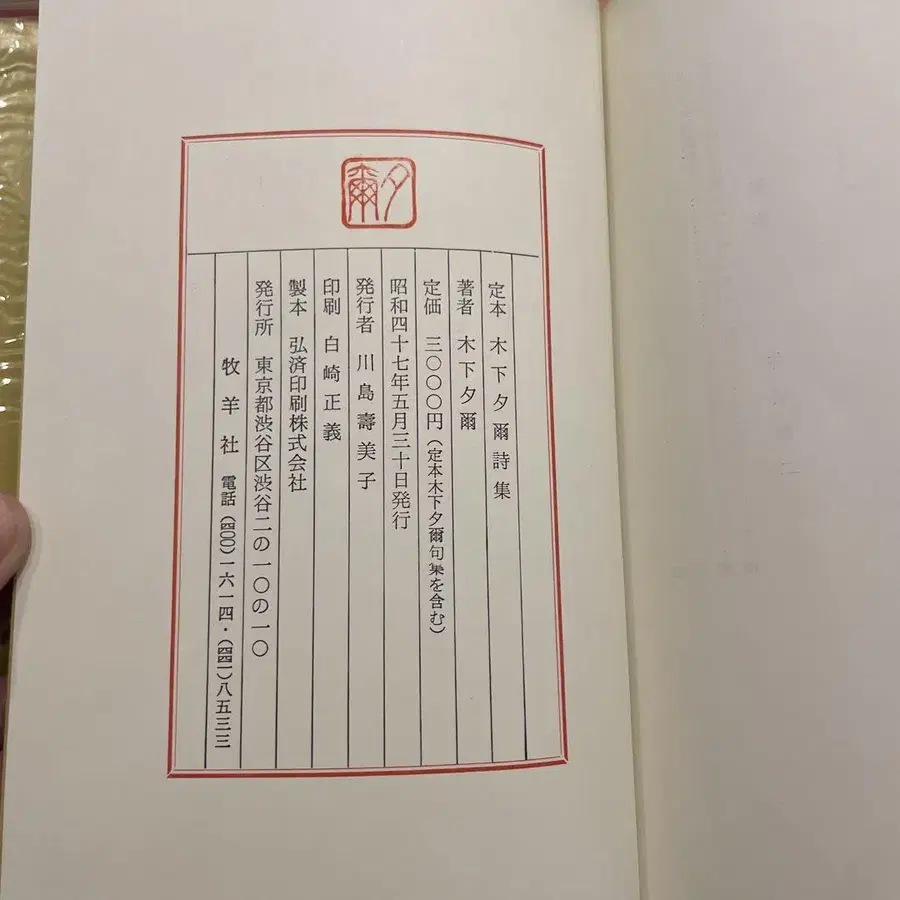 夕爾
定本 木下夕爾詩集
著者 木下夕爾
定価 三〇〇〇円(定本木下夕爾句集を含む)
昭和四十七年五月三十日発行
発行者 川島壽美子
印刷 白崎正義
製本 弘済印刷株式会社
発行所 東京都渋谷区渋谷二の一〇の一〇
牧羊社 電話(四〇〇)一六一四・(四四一)八五三三